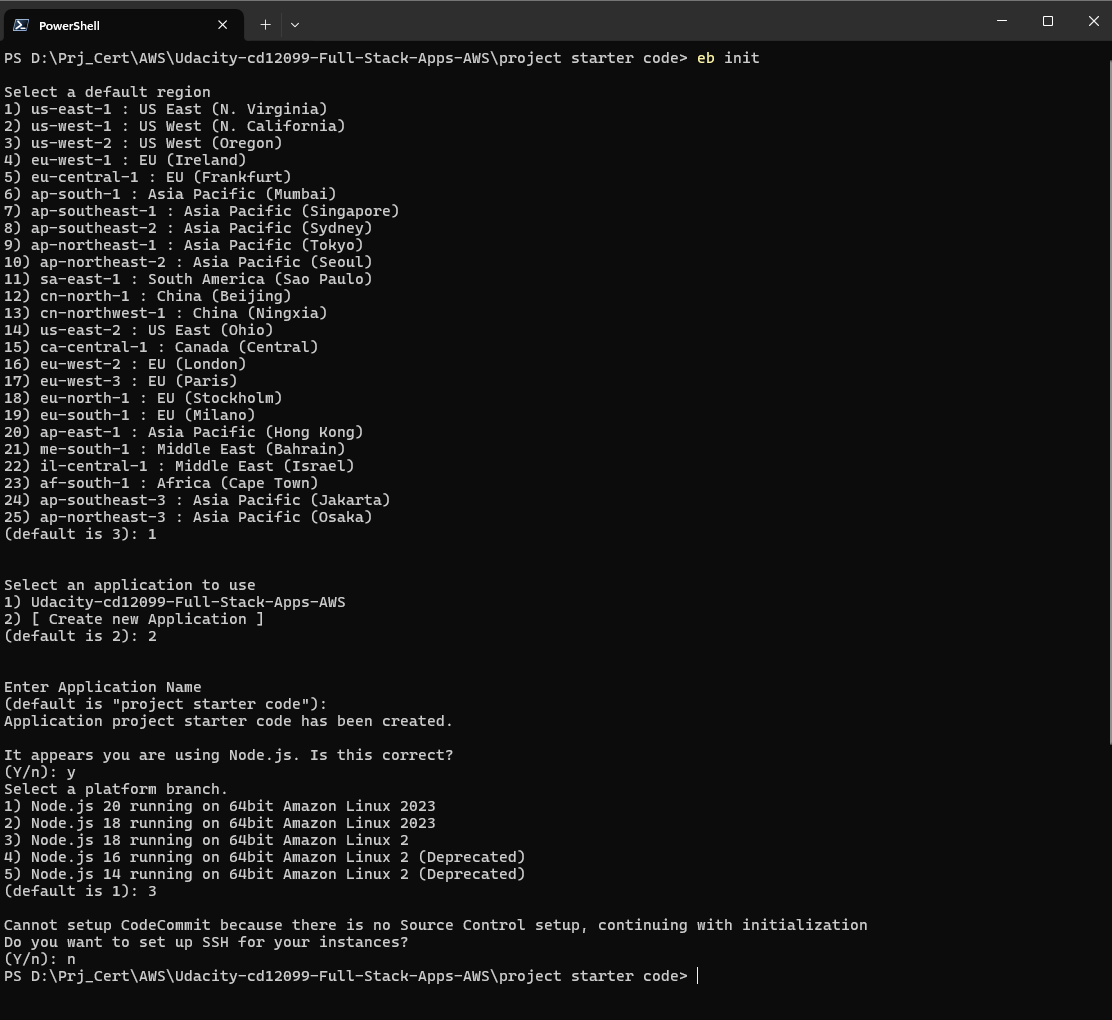 PowerShell
PS D:\Prj_Cert\AWS\Udacity-cd12099-Full-Stack-Apps-AWS\project starter code> eb init
Select a default region
1) us-east-1 : US East (N. Virginia)
2) us-west-1 : US West (N. California)
3) us-west-2 : US West (Oregon)
4) eu-west-1 : EU (Ireland)
5) eu-central-1 : EU (Frankfurt)
6) ap-south-1 : Asia Pacific (Mumbai)
7) ap-southeast-1 : Asia Pacific (Singapore)
8) ap-southeast-2 : Asia Pacific (Sydney)
9) ap-northeast-1 : Asia Pacific (Tokyo)
10) ap-northeast-2 : Asia Pacific (Seoul)
11) sa-east-1 : South America (Sao Paulo)
12) cn-north-1 : China (Beijing)
13) cn-northwest-1 : China (Ningxia)
14) us-east-2 : US East (Ohio)
15) ca-central-1 : Canada (Central)
16) eu-west-2 : EU (London)
17) eu-west-3 : EU (Paris)
18) eu-north-1 : EU (Stockholm)
19) eu-south-1 : EU (Milano)
20) ap-east-1 : Asia Pacific (Hong Kong)
21) me-south-1 : Middle East (Bahrain)
22) il-central-1 : Middle East (Israel)
23) af-south-1 : Africa (Cape Town)
24) ap-southeast-3 : Asia Pacific (Jakarta)
25) ap-northeast-3 : Asia Pacific (Osaka)
(default is 3): 1
Select an application to use
1) Udacity-cd12099-Full-Stack-Apps-AWS
2) [ Create new Application ]
(default is 2): 2
Enter Application Name
(default is "project starter code"):
Application project starter code has been created.
It appears you are using Node.js. Is this correct?
(Y/n): y
Select a platform branch.
1) Node.js 20 running on 64bit Amazon Linux 2023
2) Node.js 18 running on 64bit Amazon Linux 2023
3) Node.js 18 running on 64bit Amazon Linux 2
4) Node.js 16 running on 64bit Amazon Linux 2 (Deprecated)
5) Node.js 14 running on 64bit Amazon Linux 2 (Deprecated)
(default is 1): 3
Cannot setup CodeCommit because there is no Source Control setup, continuing with initialization
Do you want to set up SSH for your instances?
(Y/n): n
PS D:\Prj_Cert\AWS\Udacity-cd12099-Full-Stack-Apps-AWS\project starter code>